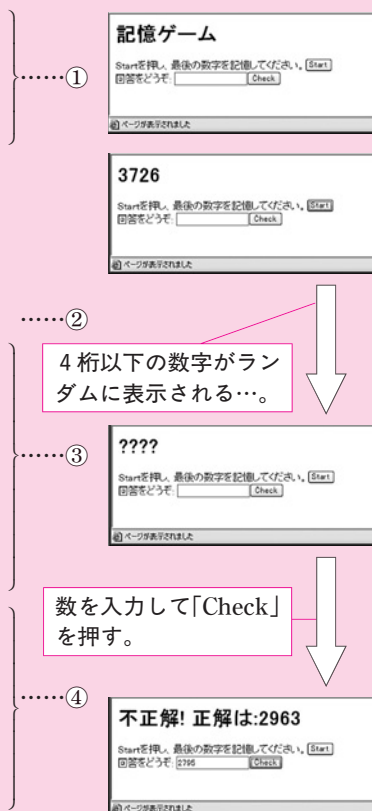 ……①
記憶ゲーム
Startを押し、最後の数字を記憶してください。 Start
回答をどうぞ: Check
ページが表示されました
3726
Startを押し、最後の数字を記憶してください。 Start
回答をどうぞ: Check
ページが表示されました
……②
4桁以下の数字がラン
ダムに表示される…。
……③
????
Startを押し、最後の数字を記憶してください。 Start
回答をどうぞ: Check
ページが表示されました
数を入力して「Check」
を押す。
……④
不正解! 正解は:2963
Startを押し、最後の数字を記憶してください。 Start
回答をどうぞ: 2795 Check
ページが表示されました